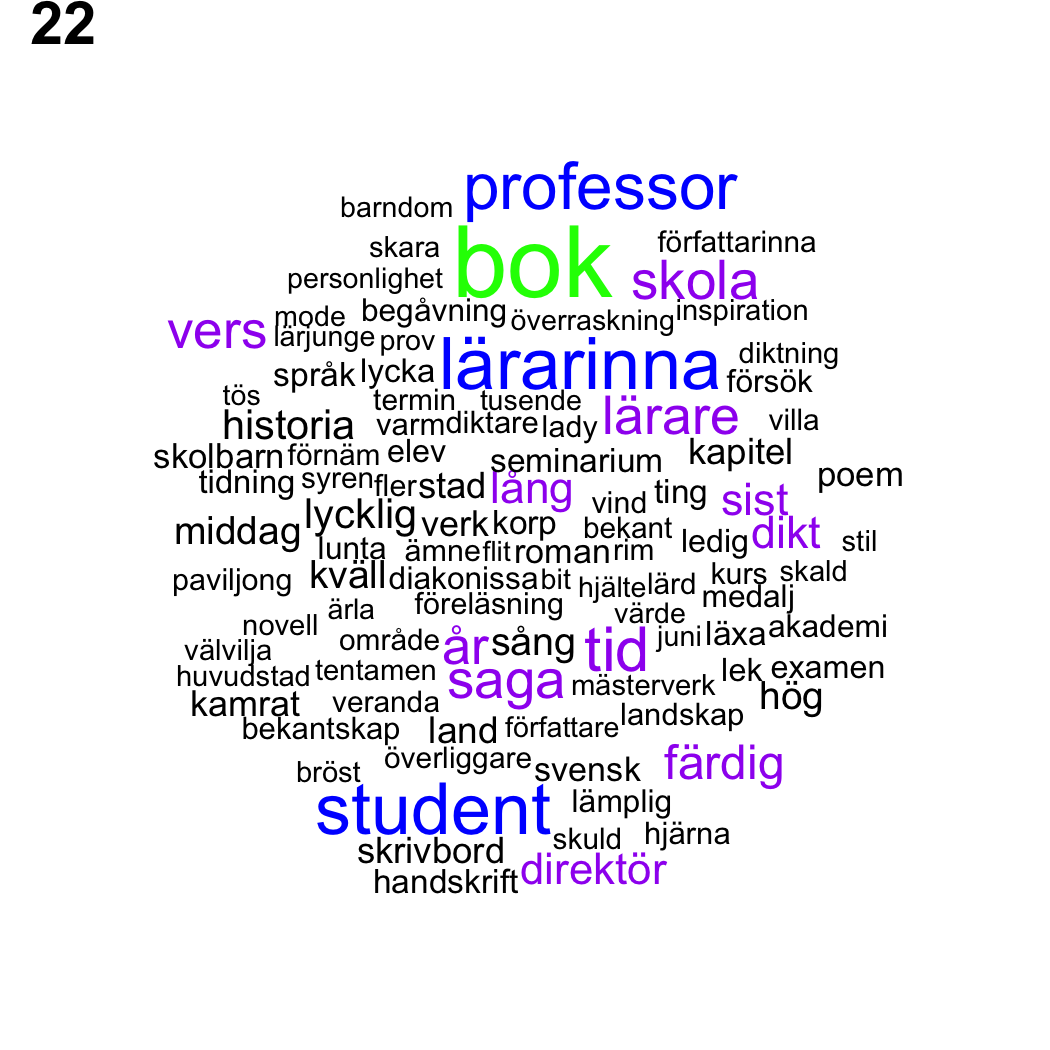 22
professor
barndom
bok
skara
författarinna
personlighet
skola
vers
mode
begåvning
överraskning
inspiration
lärjunge
prov
språk
lycka
lärarinna
diktning
försök
tös
termin
tusende
lärare
villa
historia
varm
diktare
lady
skolbarn
förnäm
elev
seminarium
kapitel
tidning
syren
fler
stad
lång
vind
ting
sist
poem
middag
lycklig
verk
korp
bekant
ledig
dikt
stil
lunta
ämne
flit
roman
rim
paviljong
kväll
diakonissa
bit
hjälte
lärd
kurs
skald
ärla
föreläsning
värde
medalj
novell
område
år
sång
tid
juni
läxa
akademi
välvilja
huvudstad
tentamen
saga
mästerverk
lek
examen
kamrat
veranda
hög
bekantskap
land
författare
landskap
bröst
överliggare
svensk
färdig
student
lämplig
skrivbord
skuld
hjärna
handskrift
direktör